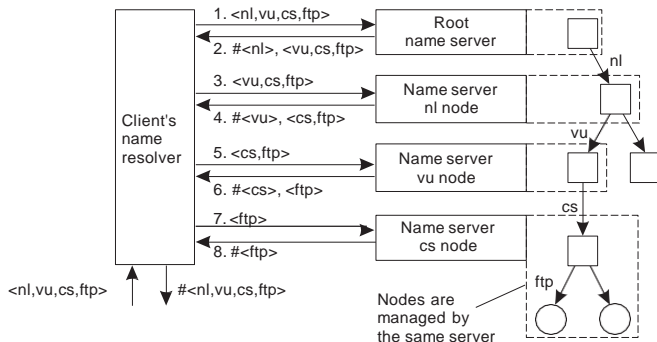 1. <nl,vu,cs,ftp>
2. #<nl>, <vu,cs,ftp>
Root
name server
nl
3. <vu,cs,ftp>
4. #<vu>, <cs,ftp>
Name server
nl node
Client's
name
resolver
vu
5. <cs,ftp>
6. #<cs>, <ftp>
Name server
vu node
cs
7. <ftp>
8. #<ftp>
Name server
cs node
<nl,vu,cs,ftp>
#<nl,vu,cs,ftp>
ftp
Nodes are
managed by
the same server